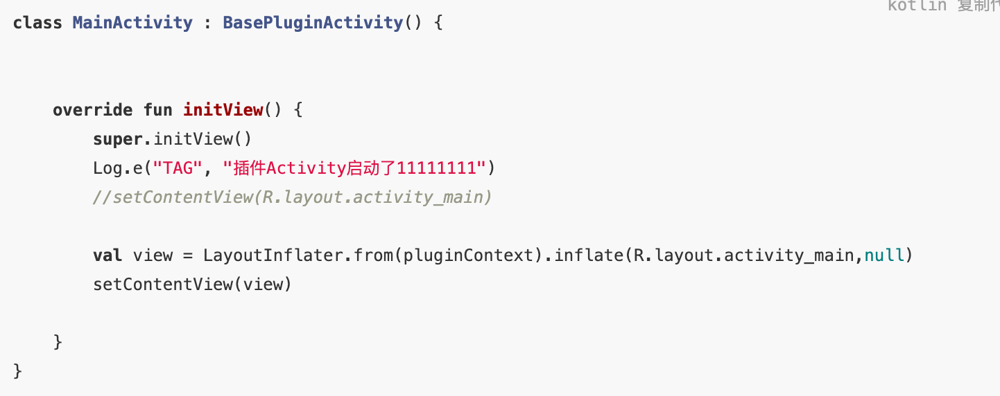 kotlin 复制代
class MainActivity : BasePluginActivity() {
override fun initView() {
super.initView()
Log.e("TAG", "插件Activity启动了11111111")
//setContentView(R.layout.activity_main)
val view = LayoutInflater.from(pluginContext).inflate(R.layout.activity_main,null)
setContentView(view)
}
}